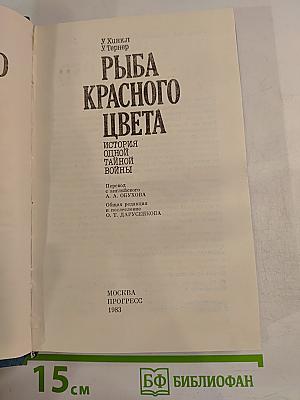 У. Хинкл
У. Тернер
РЫБА
КРАСНОГО
ЦВЕТА
ИСТОРИЯ
ОДНОЙ
ТАЙНОЙ
ВОЙНЫ
Перевод
с английского
А. А. ОБУХОВА
Общая редакция
и послесловие
О. Т. ДАРУСЕНКОВА
МОСКВА
ПРОГРЕСС
1983
15 см
БФ БИБЛИОФАН